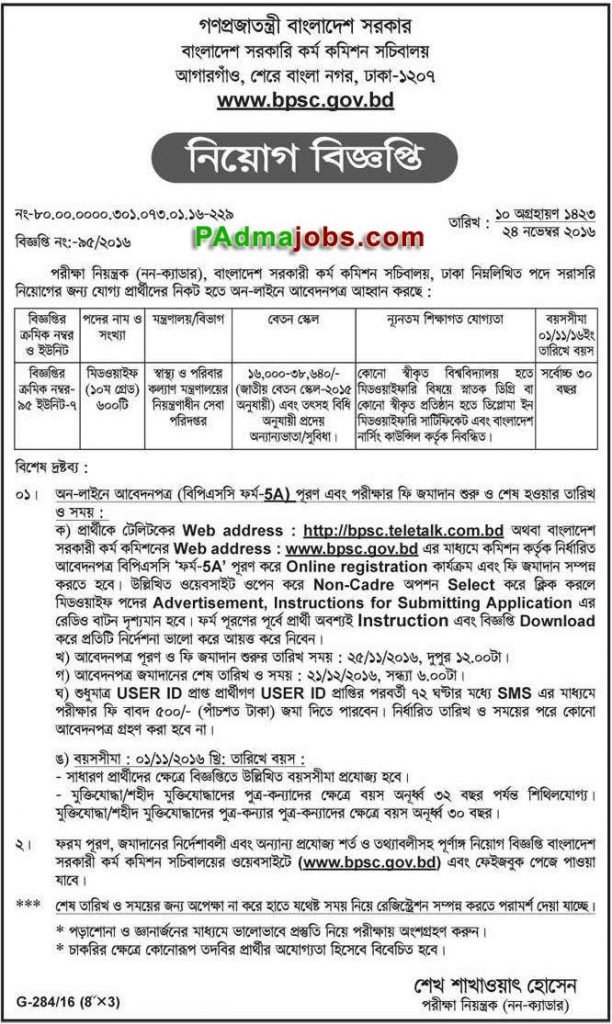 গণপ্রজাতন্ত্রী বাংলাদেশ সরকার
বাংলাদেশ সরকারি কর্ম কমিশন সচিবালয়
আগারগাঁও, শেরে বাংলা নগর, ঢাকা-১২০৭
www.bpsc.gov.bd
নিয়োগ বিজ্ঞপ্তি
নং-৮০.০০.০০০০.৩০১.০৭৩.০১.১৬-২২৯
বিজ্ঞপ্তি নং:-৯৫/২০১৬
PAdmajobs.com
তারিখ : ১০ অগ্রহায়ণ ১৪২৩
২৪ নভেম্বর ২০১৬
পরীক্ষা নিয়ন্ত্রক (নন-ক্যাডার), বাংলাদেশ সরকারী কর্ম কমিশন সচিবালয়, ঢাকা নিম্নলিখিত পদে সরাসরি
নিয়োগের জন্য যোগ্য প্রার্থীদের নিকট হতে অন-লাইনে আবেদনপত্র আহ্বান করছে :
বিজ্ঞপ্তির
ক্রমিক নম্বর
ও ইউনিট
পদের নাম ও
সংখ্যা
মন্ত্রণালয়/বিভাগ
বেতন স্কেল
ন্যূনতম শিক্ষাগত যোগ্যতা
বয়সসীমা
০১/১১/১৬ইং
তারিখে বয়স
বিজ্ঞপ্তির
ক্রমিক নম্বর-
৯৫ ইউনিট-৭
মিডওয়াইফ
(১০ম গ্রেড)
৬০০টি
স্বাস্থ্য ও পরিবার
কল্যাণ মন্ত্রণালয়ের
নিয়ন্ত্রণাধীন সেবা
পরিদপ্তর
১৬,০০০-৩৮,৬৪০/-
(জাতীয় বেতন স্কেল-২০১৫
অনুযায়ী) এবং তৎসহ বিধি
অনুযায়ী প্রদেয়
অন্যান্যভাতা/সুবিধা।
কোনো স্বীকৃত বিশ্ববিদ্যালয় হতে
মিডওয়াইফারি বিষয়ে স্নাতক ডিগ্রি বা
কোনো স্বীকৃত প্রতিষ্ঠান হতে ডিপ্লোমা ইন
মিডওয়াইফারি সার্টিফিকেট এবং বাংলাদেশ
নার্সিং কাউন্সিল কর্তৃক নিবন্ধিত।
সর্বোচ্চ ৩০
বছর
বিশেষ দ্রষ্টব্য :
০১। অন-লাইনে আবেদনপত্র (বিপিএসসি ফর্ম-5A) পূরণ এবং পরীক্ষার ফি জমাদান শুরু ও শেষ হওয়ার তারিখ
ও সময় :
ক) প্রার্থীকে টেলিটকের Web address : http://bpsc.teletalk.com.bd অথবা বাংলাদেশ
সরকারী কর্ম কমিশনের Web address : www.bpsc.gov.bd এর মাধ্যমে কমিশন কর্তৃক নির্ধারিত
আবেদনপত্র বিপিএসসি ‘ফর্ম-5A’ পূরণ করে Online registration কার্যক্রম এবং ফি জমাদান সম্পন্ন
করতে হবে। উল্লিখিত ওয়েবসাইট ওপেন করে Non-Cadre অপশন Select করে ক্লিক করলে
মিডওয়াইফ পদের Advertisement, Instructions for Submitting Application এর
রেডিও বাটন দৃশ্যমান হবে। ফর্ম পূরণের পূর্বে প্রার্থী অবশ্যই Instruction এবং বিজ্ঞপ্তি Download
করে প্রতিটি নির্দেশনা ভালো করে আয়ত্ত করে নিবেন।
খ) আবেদনপত্র পূরণ ও ফি জমাদান শুরুর তারিখ সময় : ২৫/১১/২০১৬, দুপুর ১২.০০টা।
গ) আবেদনপত্র জমাদানের শেষ তারিখ ও সময় : ২১/১২/২০১৬, সন্ধ্যা ৬.০০টা।
ঘ) শুধুমাত্র USER ID প্রাপ্ত প্রার্থীগণ USER ID প্রাপ্তির পরবর্তী ৭২ ঘণ্টার মধ্যে SMS এর মাধ্যমে
পরীক্ষার ফি বাবদ ৫০০/- (পাঁচশত টাকা) জমা দিতে পারবেন। নির্ধারিত তারিখ ও সময়ের পরে কোনো
আবেদনপত্র গ্রহণ করা হবে না।
ঙ) বয়সসীমা : ০১/১১/২০১৬ খ্রি: তারিখে বয়স :
- সাধারণ প্রার্থীদের ক্ষেত্রে বিজ্ঞপ্তিতে উল্লিখিত বয়সসীমা প্রযোজ্য হবে।
- মুক্তিযোদ্ধা/শহীদ মুক্তিযোদ্ধাদের পুত্র-কন্যাদের ক্ষেত্রে বয়স অনূর্ধ্ব ৩২ বছর পর্যন্ত শিথিলযোগ্য।
মুক্তিযোদ্ধা/শহীদ মুক্তিযোদ্ধাদের পুত্র-কন্যার পুত্র-কন্যাদের ক্ষেত্রে বয়স অনূর্ধ্ব ৩০ বছর।
২। ফরম পূরণ, জমাদানের নির্দেশাবলী এবং অন্যান্য প্রযোজ্য শর্ত ও তথ্যাবলীসহ পূর্ণাঙ্গ নিয়োগ বিজ্ঞপ্তি বাংলাদেশ
সরকারী কর্ম কমিশন সচিবালয়ের ওয়েবসাইটে (www.bpsc.gov.bd) এবং ফেইজবুক পেজে পাওয়া
যাবে।
*** শেষ তারিখ ও সময়ের জন্য অপেক্ষা না করে হাতে যথেষ্ট সময় নিয়ে রেজিস্ট্রেশন সম্পন্ন করতে পরামর্শ দেয়া যাচ্ছে।
* পড়াশোনা ও জ্ঞানার্জনের মাধ্যমে ভালোভাবে প্রস্তুতি নিয়ে পরীক্ষায় অংশগ্রহণ করুন।
* চাকরির ক্ষেত্রে কোনোরূপ তদবির প্রার্থীর অযোগ্যতা হিসেবে বিবেচিত হবে।
শেখ শাখাওয়াৎ হোসেন
পরীক্ষা নিয়ন্ত্রক (নন-ক্যাডার)
G-284/16 (8"×3)